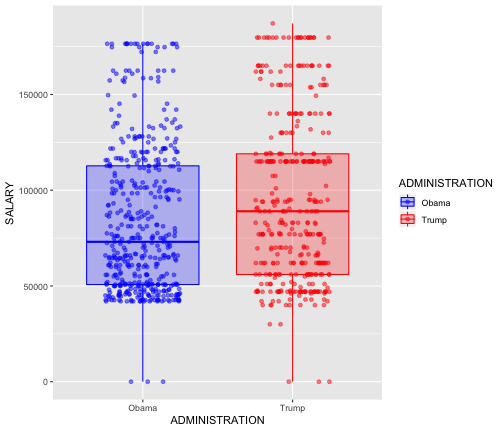 150000
100000
50000
0
SALARY
Obama
Trump
ADMINISTRATION
ADMINISTRATION
Obama
Trump